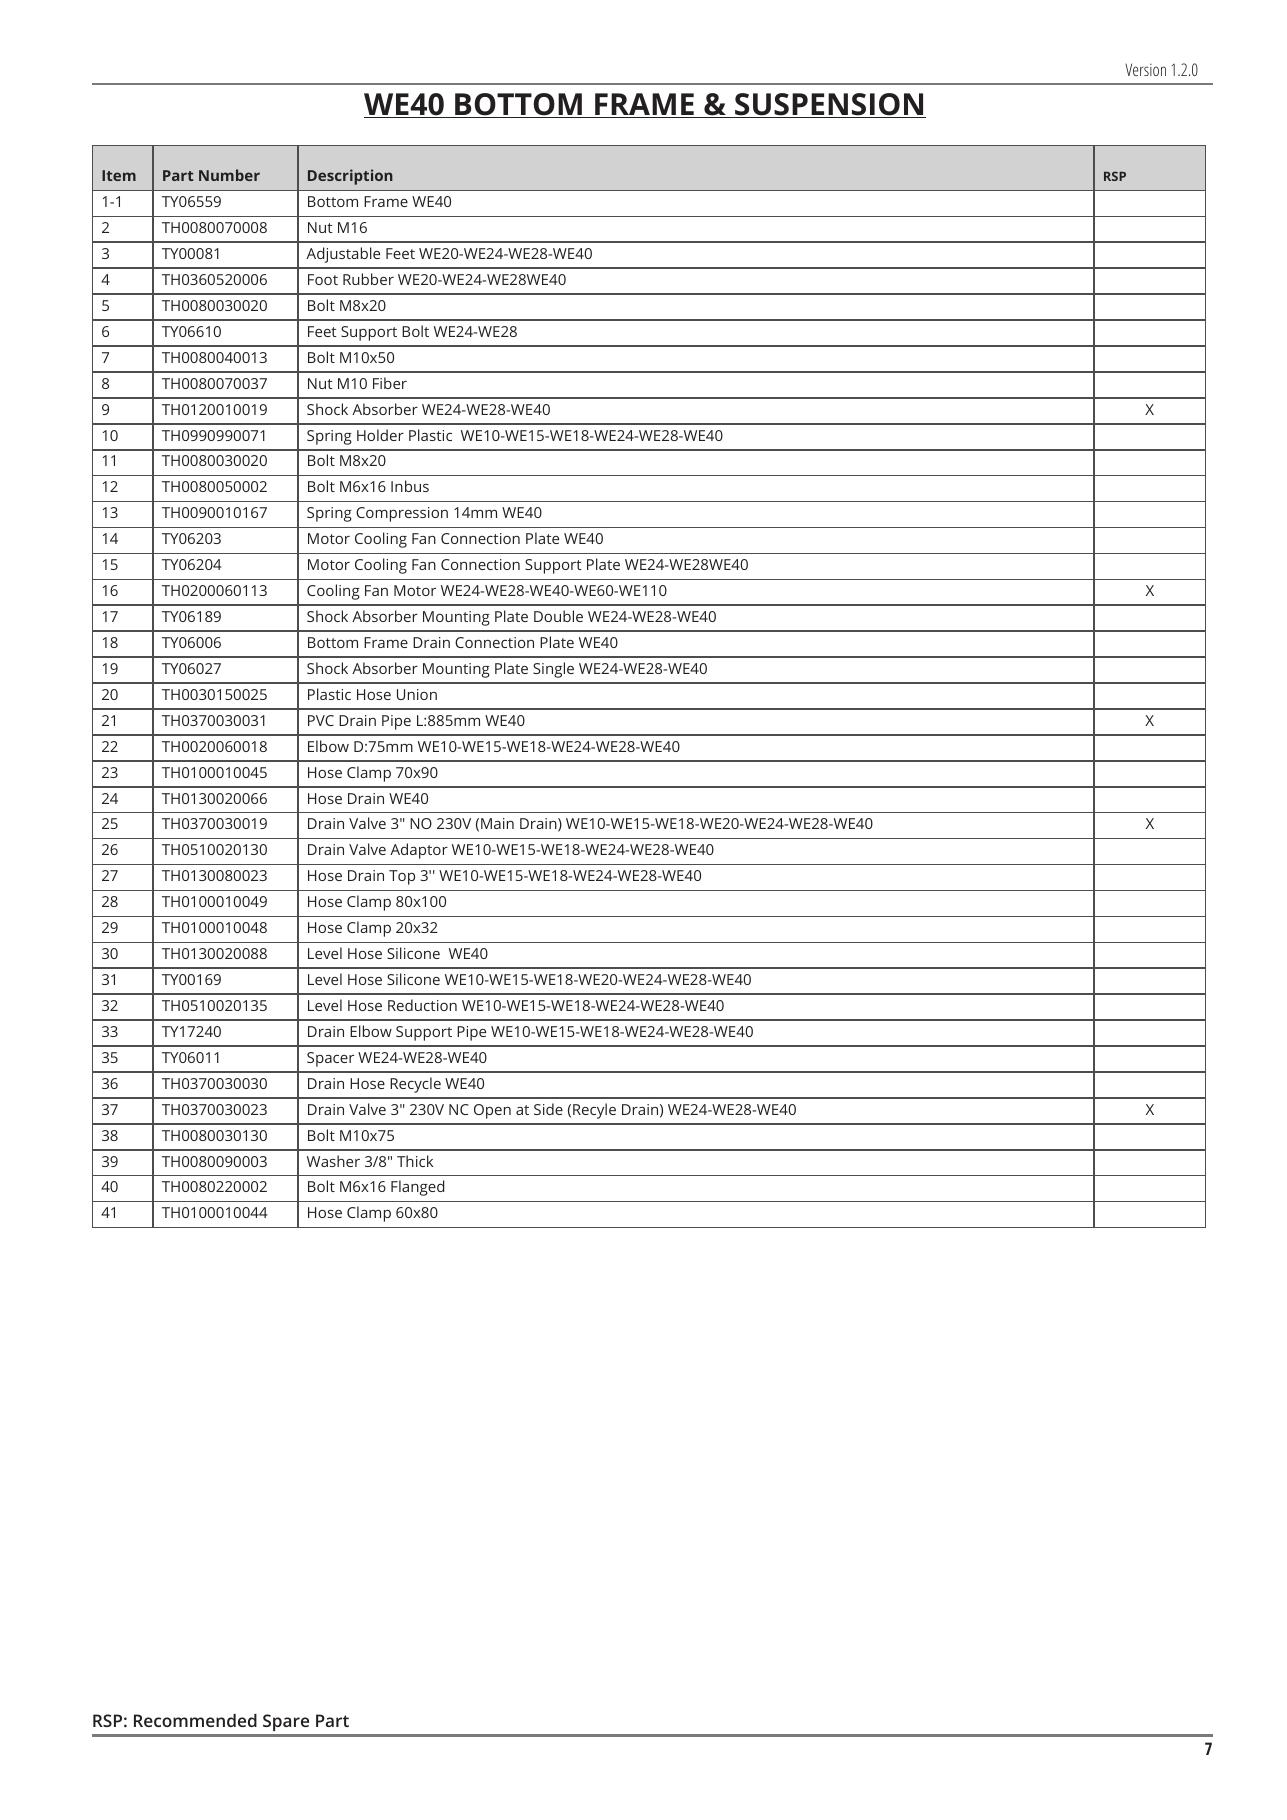 Version 1.2.0
WE40 BOTTOM FRAME & SUSPENSION
Item Part Number Description RSP
1-1 TY06559 Bottom Frame WE40
2 TH0080070008 Nut M16
3 TY00081 Adjustable Feet WE20-WE24-WE28-WE40
4 TH0360520006 Foot Rubber WE20-WE24-WE28WE40
5 TH0080030020 Bolt M8x20
6 TY06610 Feet Support Bolt WE24-WE28
7 TH0080040013 Bolt M10x50
8 TH0080070037 Nut M10 Fiber
9 TH0120010019 Shock Absorber WE24-WE28-WE40 X
10 TH0990990071 Spring Holder Plastic  WE10-WE15-WE18-WE24-WE28-WE40
11 TH0080030020 Bolt M8x20
12 TH0080050002 Bolt M6x16 Inbus
13 TH0090010167 Spring Compression 14mm WE40
14 TY06203 Motor Cooling Fan Connection Plate WE40
15 TY06204 Motor Cooling Fan Connection Support Plate WE24-WE28WE40
16 TH0200060113 Cooling Fan Motor WE24-WE28-WE40-WE60-WE110 X
17 TY06189 Shock Absorber Mounting Plate Double WE24-WE28-WE40
18 TY06006 Bottom Frame Drain Connection Plate WE40
19 TY06027 Shock Absorber Mounting Plate Single WE24-WE28-WE40
20 TH0030150025 Plastic Hose Union
21 TH0370030031 PVC Drain Pipe L:885mm WE40 X
22 TH0020060018 Elbow D:75mm WE10-WE15-WE18-WE24-WE28-WE40
23 TH0100010045 Hose Clamp 70x90
24 TH0130020066 Hose Drain WE40
25 TH0370030019 Drain Valve 3" NO 230V (Main Drain) WE10-WE15-WE18-WE20-WE24-WE28-WE40 X
26 TH0510020130 Drain Valve Adaptor WE10-WE15-WE18-WE24-WE28-WE40
27 TH0130080023 Hose Drain Top 3'' WE10-WE15-WE18-WE24-WE28-WE40
28 TH0100010049 Hose Clamp 80x100
29 TH0100010048 Hose Clamp 20x32
30 TH0130020088 Level Hose Silicone  WE40
31 TY00169 Level Hose Silicone WE10-WE15-WE18-WE20-WE24-WE28-WE40
32 TH0510020135 Level Hose Reduction WE10-WE15-WE18-WE24-WE28-WE40
33 TY17240 Drain Elbow Support Pipe WE10-WE15-WE18-WE24-WE28-WE40
35 TY06011 Spacer WE24-WE28-WE40
36 TH0370030030 Drain Hose Recycle WE40
37 TH0370030023 Drain Valve 3" 230V NC Open at Side (Recyle Drain) WE24-WE28-WE40 X
38 TH0080030130 Bolt M10x75
39 TH0080090003 Washer 3/8" Thick
40 TH0080220002 Bolt M6x16 Flanged
41 TH0100010044 Hose Clamp 60x80
RSP: Recommended Spare Part
7